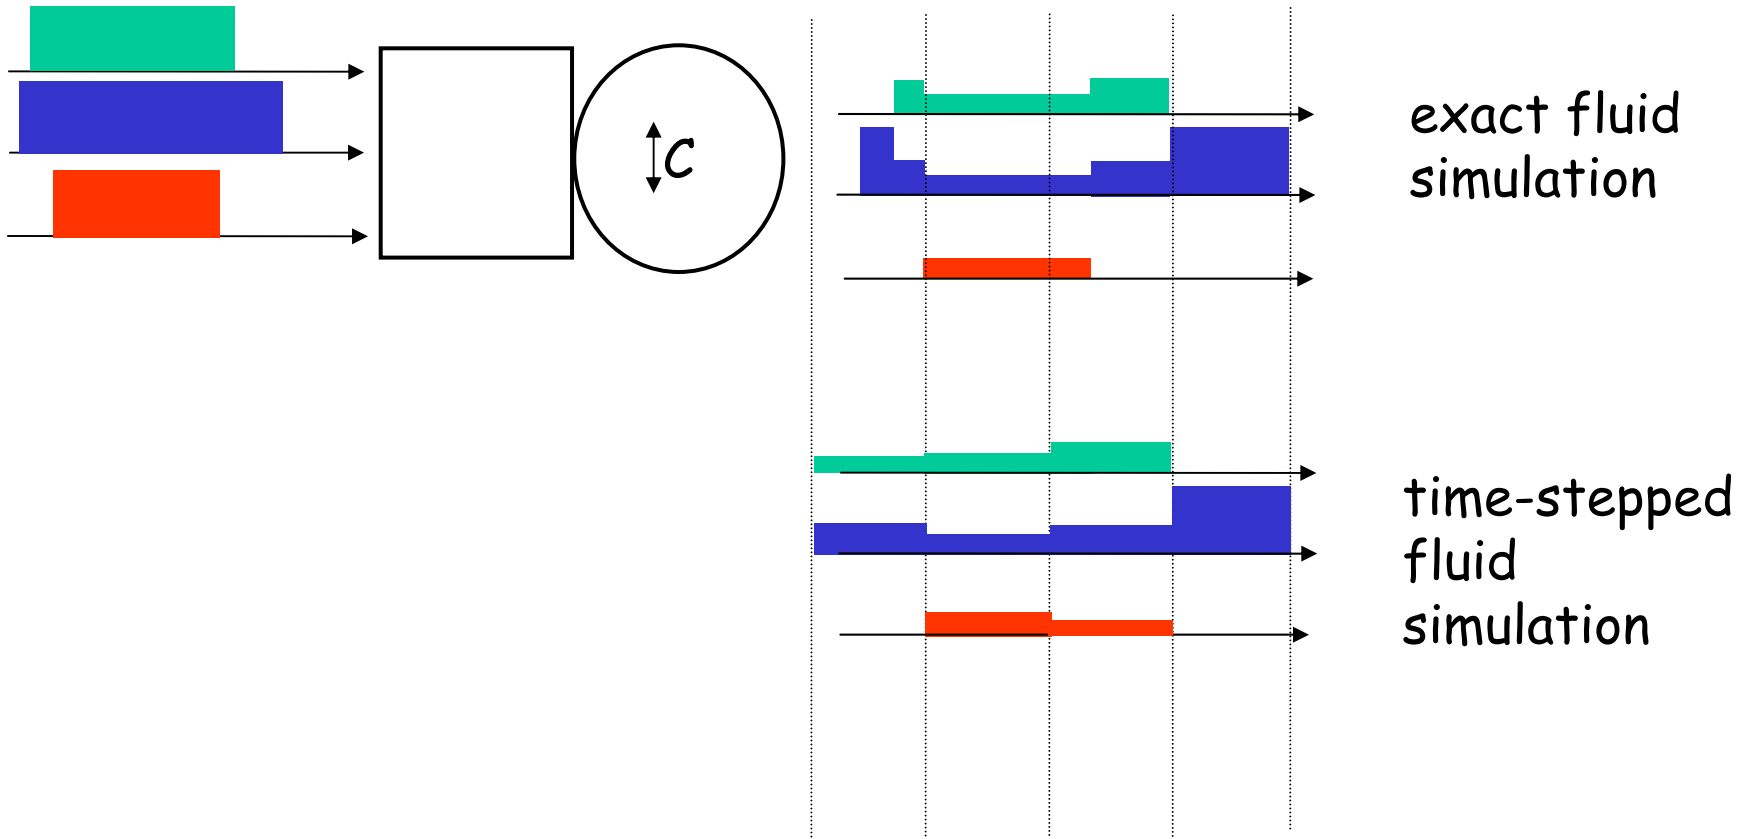 C
exact fluid
simulation
time-stepped
fluid
simulation